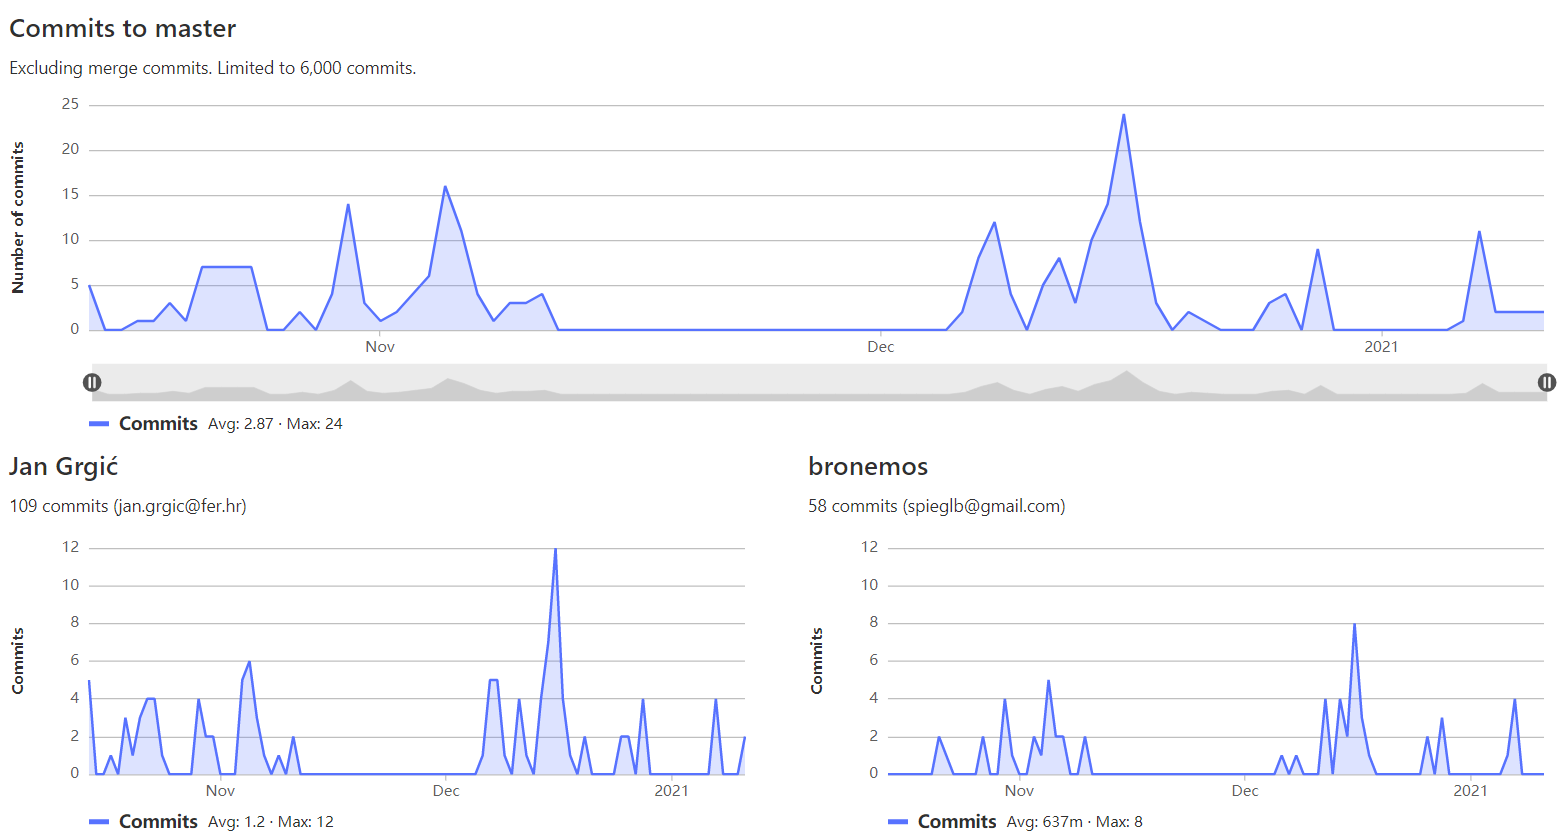 Commits to master
Excluding merge commits. Limited to 6,000 commits.
Number of commits
25
20
15
10
5
0
Nov
Dec
2021
Commits Avg: 2.87 · Max: 24
Jan Grgić
109 commits (jan.grgic@fer.hr)
Commits
12
10
8
6
4
2
0
Nov
Dec
2021
Commits Avg: 1.2 · Max: 12
bronemos
58 commits (spieglb@gmail.com)
Commits
12
10
8
6
4
2
0
Nov
Dec
2021
Commits Avg: 637m · Max: 8